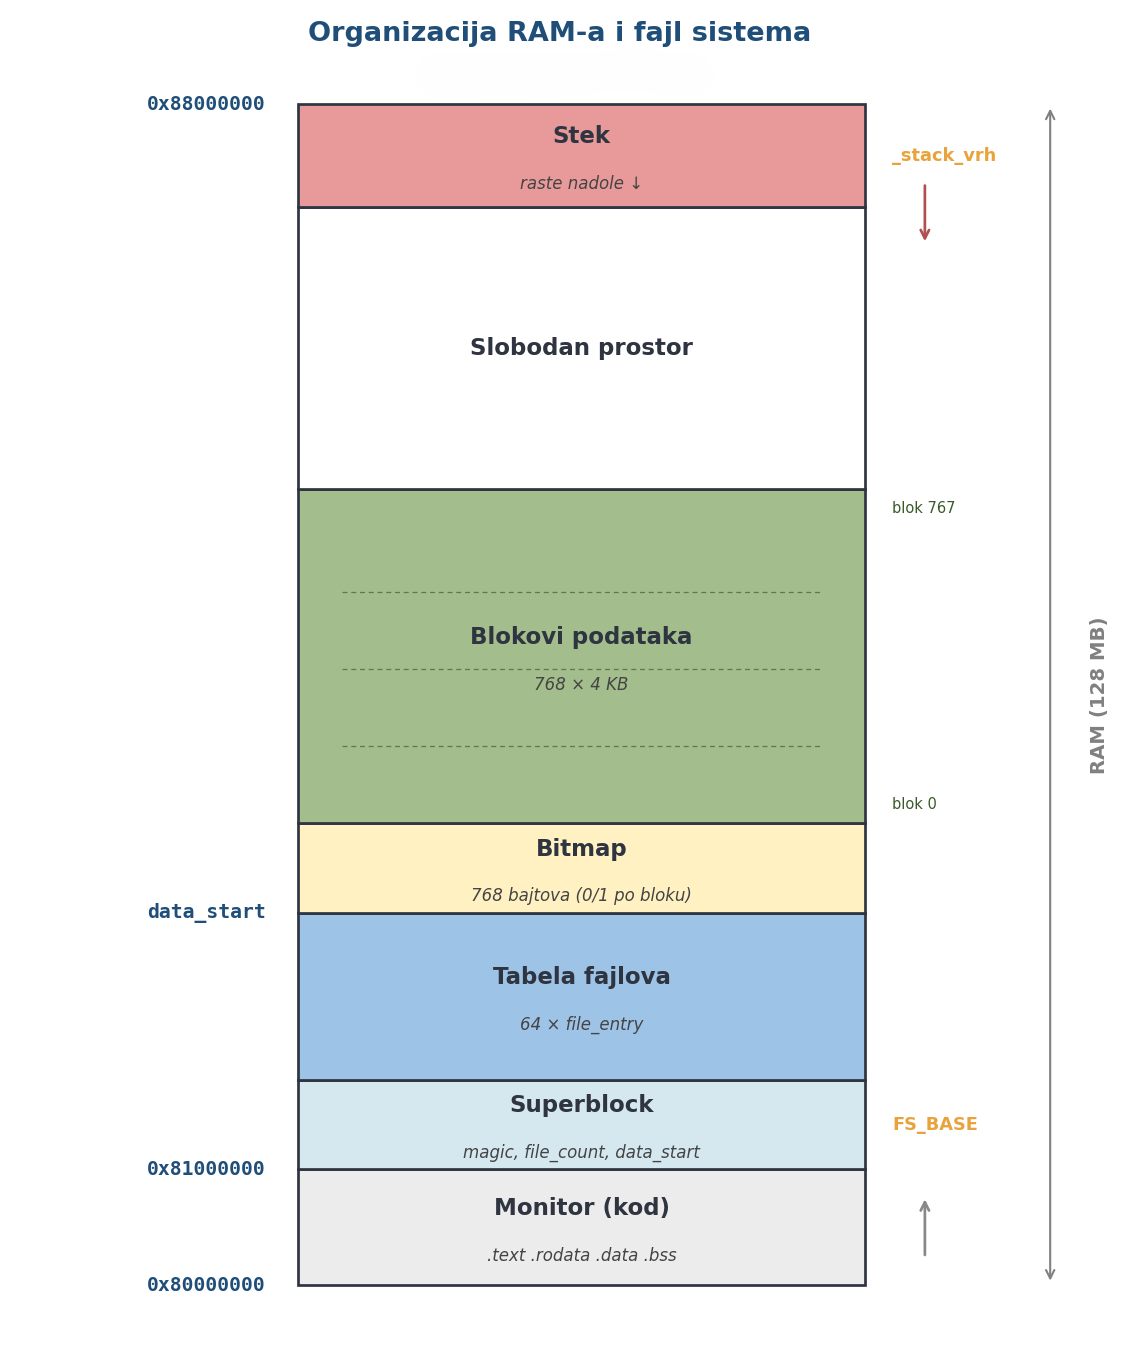 Organizacija RAM-a i fajl sistema
0x88000000
Stek
_stack_vrh
raste nadole ↓
Slobodan prostor
blok 767
Blokovi podataka
768 × 4 KB
RAM (128 MB)
blok 0
Bitmap
768 bajtova (0/1 po bloku)
data_start
Tabela fajlova
64 × file_entry
Superblock
FS_BASE
magic, file_count, data_start
0x81000000
Monitor (kod)
.text .rodata .data .bss
0x80000000